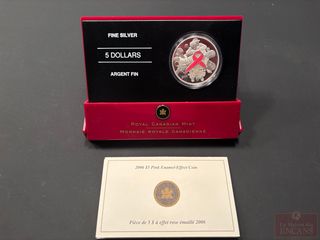 FINE SILVER
5 DOLLARS
ARGENT FIN
ROYAL CANADIAN MINT
MONNAIE ROYALE CANADIENNE
2006 $5 Pink Enamel-Effect Coin
Pièce de 5 $ à effet rose émaillé 2006
ENCANS